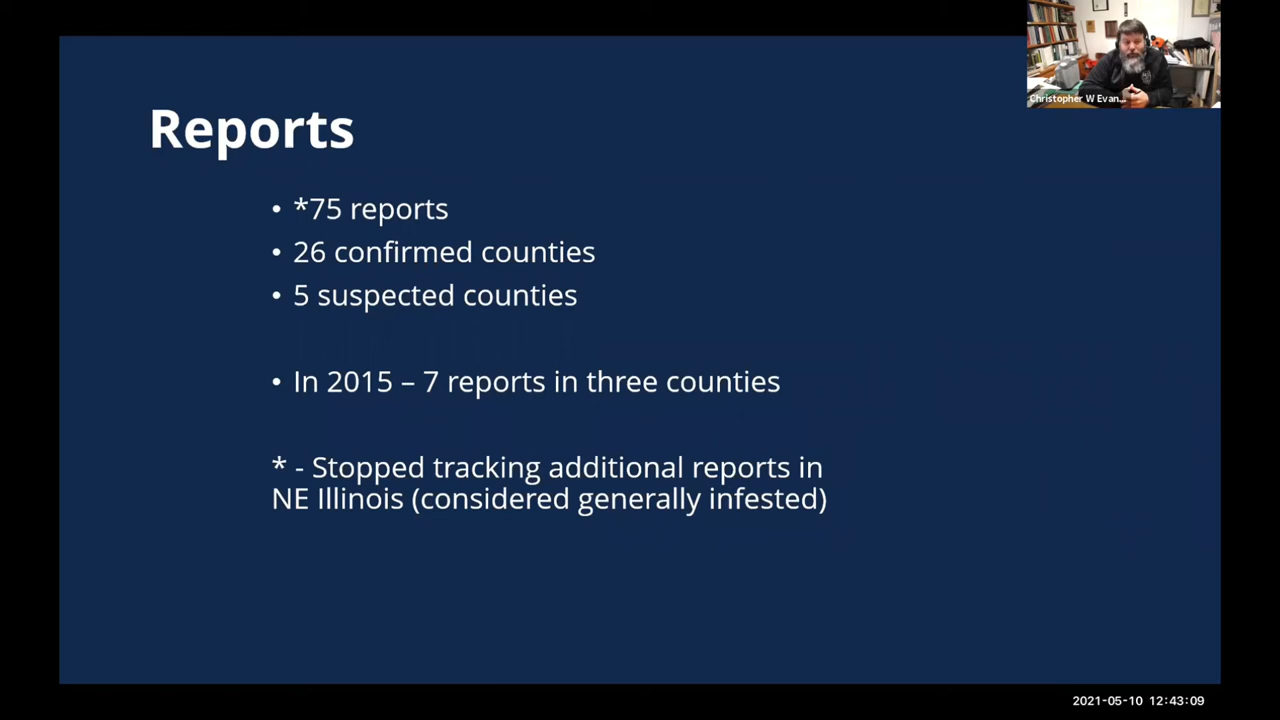 Christopher W Evan...
Reports
• *75 reports
• 26 confirmed counties
• 5 suspected counties
• In 2015 – 7 reports in three counties
* - Stopped tracking additional reports in
NE Illinois (considered generally infested)
2021-05-10 12:43:09